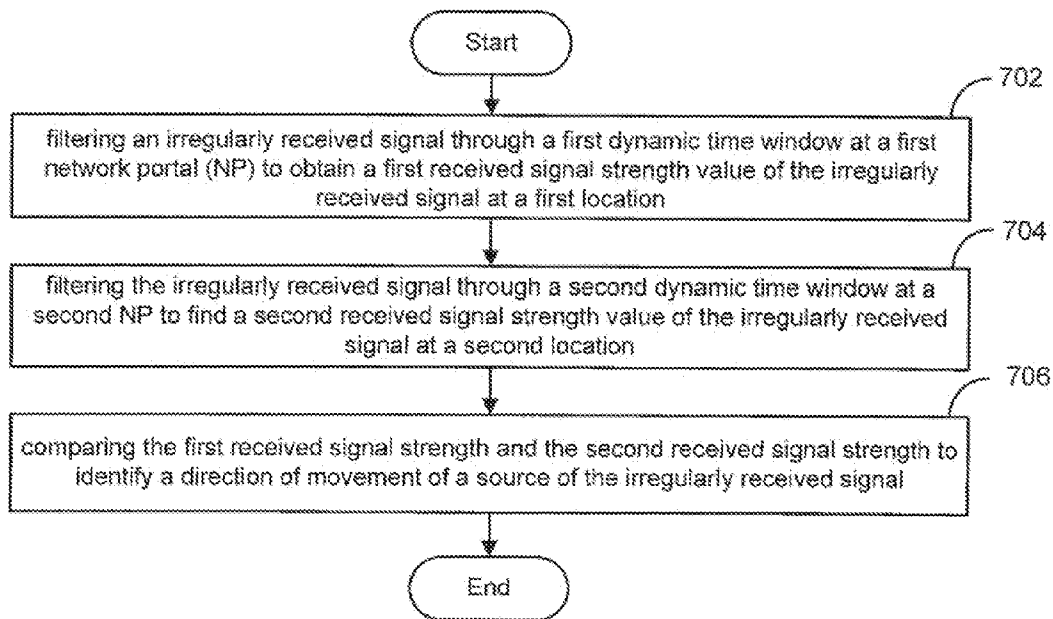 Start
702
filtering an irregularly received signal through a first dynamic time window at a first
network portal (NP) to obtain a first received signal strength value of the irregularly
received signal at a first location
704
filtering the irregularly received signal through a second dynamic time window at a
second NP to find a second received signal strength value of the irregularly received
signal at a second location
706
comparing the first received signal strength and the second received signal strength to
identify a direction of movement of a source of the irregularly received signal
End